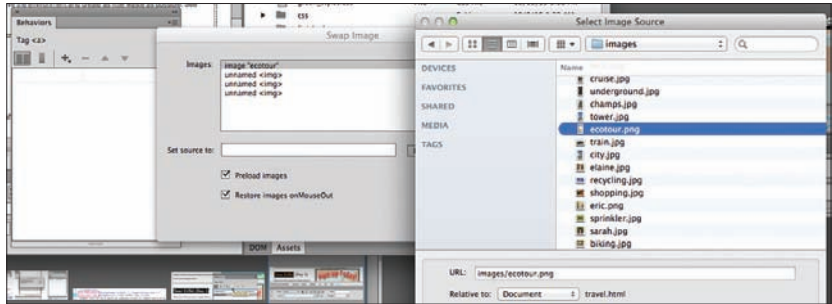 Behaviors
Tag <a>
css
Swap Image
Images:
image "ecotour"
unnamed <img>
unnamed <img>
unnamed <img>
Set source to:
Preload images
Restore images onMouseOut
DOM Assets
Select Image Source
images
DEVICES
FAVORITES
SHARED
MEDIA
TAGS
Name
cruise.jpg
underground.jpg
champs.jpg
tower.jpg
ecotour.png
train.jpg
city.jpg
elaine.jpg
recycling.jpg
shopping.jpg
eric.png
sprinkler.jpg
sarah.jpg
biking.jpg
URL: images/ecotour.png
Relative to: Document travel.html